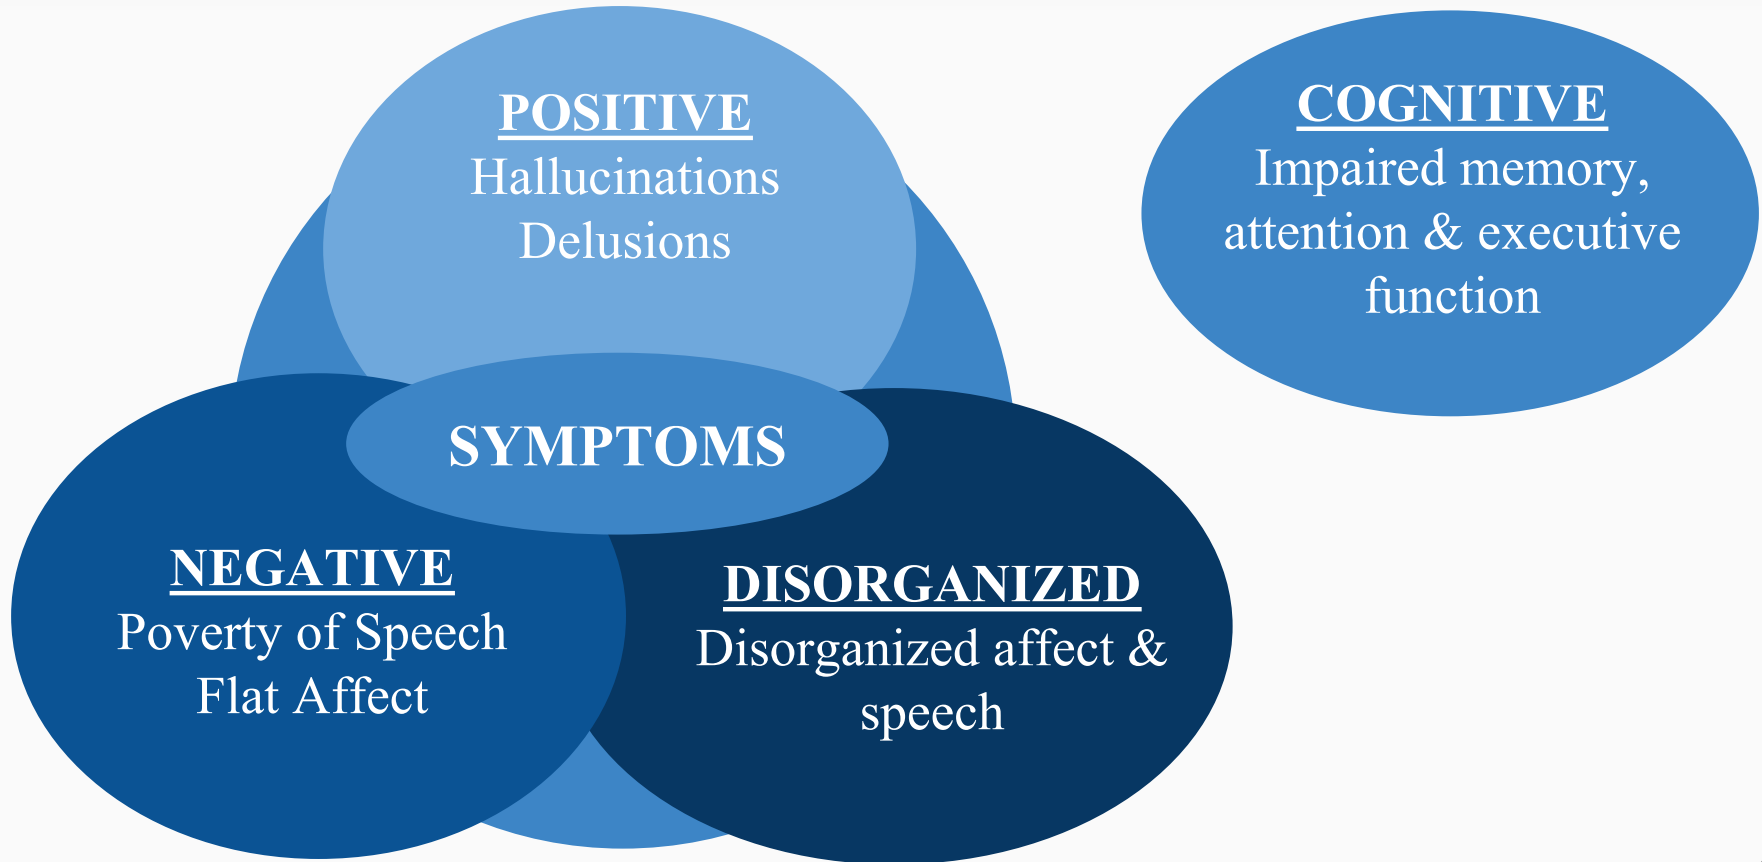 POSITIVE
Hallucinations
Delusions
COGNITIVE
Impaired memory,
attention & executive
function
SYMPTOMS
NEGATIVE
Poverty of Speech
Flat Affect
DISORGANIZED
Disorganized affect &
speech